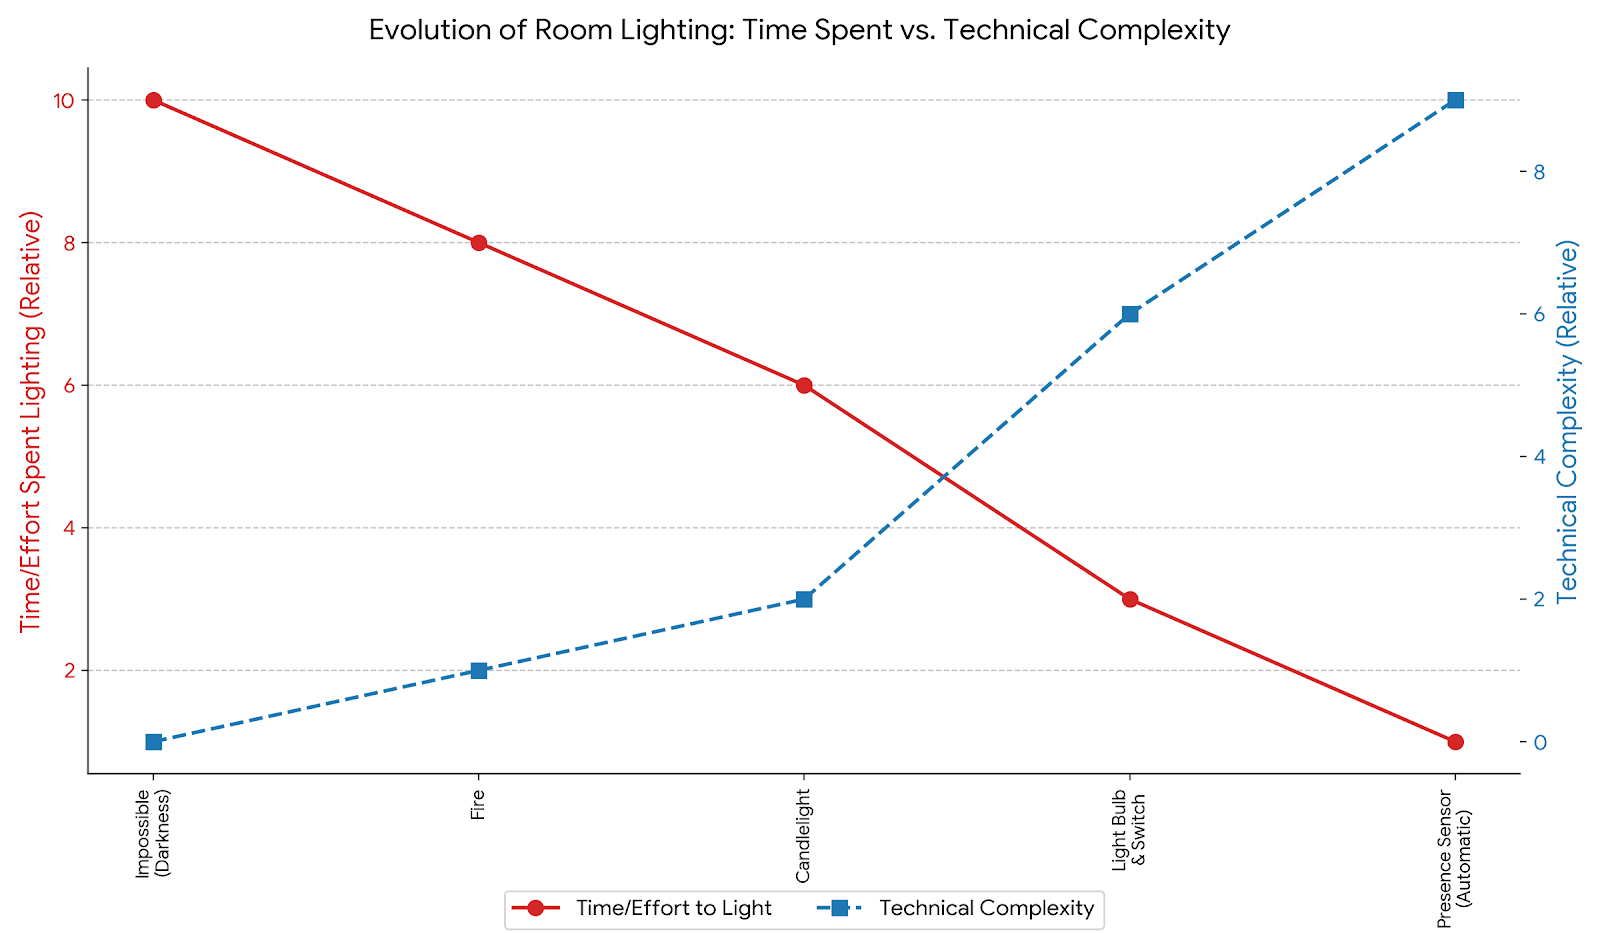 Evolution of Room Lighting: Time Spent vs. Technical Complexity
Time/Effort Spent Lighting (Relative)
10
8
6
4
2
Technical Complexity (Relative)
8
6
4
2
0
Impossible
(Darkness)
Fire
Candlelight
Light Bulb
& Switch
Presence Sensor
(Automatic)
Time/Effort to Light
Technical Complexity